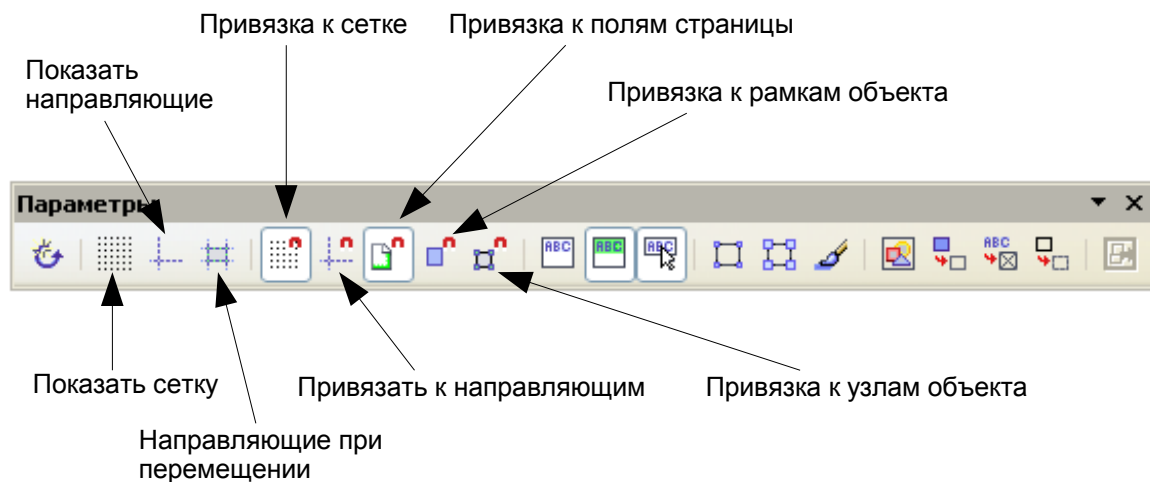 Привязка к сетке
Привязка к полям страницы
Показать
направляющие
Привязка к рамкам объекта
Параметры
ABC
ABC
ABC
ABC
Показать сетку
Привязать к направляющим
Привязка к узлам объекта
Направляющие при
перемещении